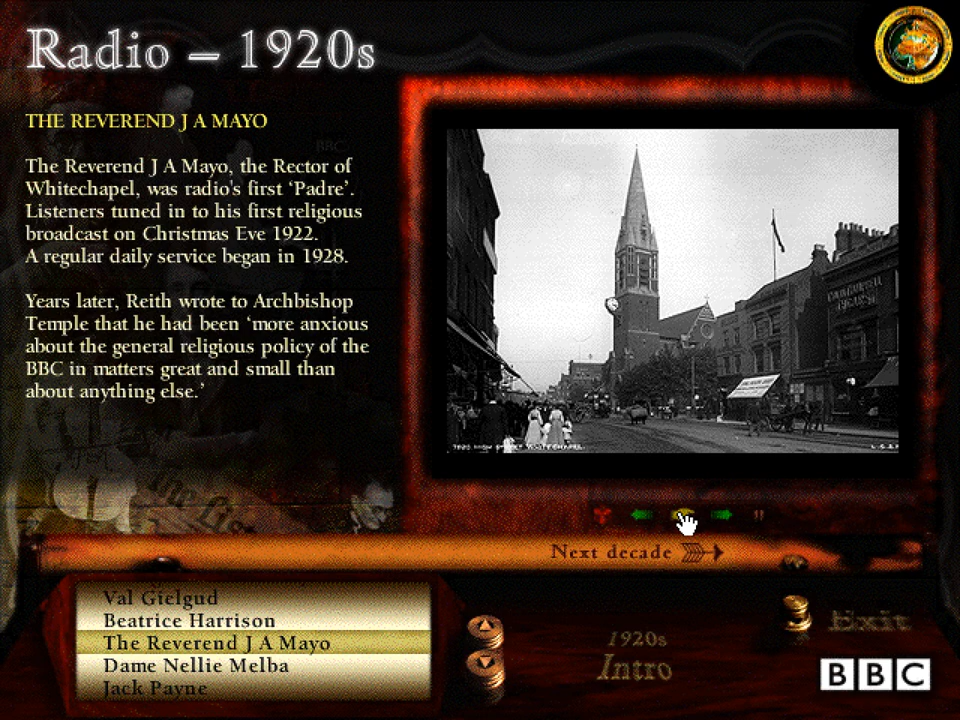 Radio – 1920s
THE REVEREND J A MAYO
The Reverend J A Mayo, the Rector of
Whitechapel, was radio's first ‘Padre’.
Listeners tuned in to his first religious
broadcast on Christmas Eve 1922.
A regular daily service began in 1928.
Years later, Reith wrote to Archbishop
Temple that he had been ‘more anxious
about the general religious policy of the
BBC in matters great and small than
about anything else.’
HIGH STREET WHITECHAPEL.
Next decade
Val Gielgud
Beatrice Harrison
The Reverend J A Mayo
Dame Nellie Melba
Jack Payne
1920s
Intro
Exit
BBC